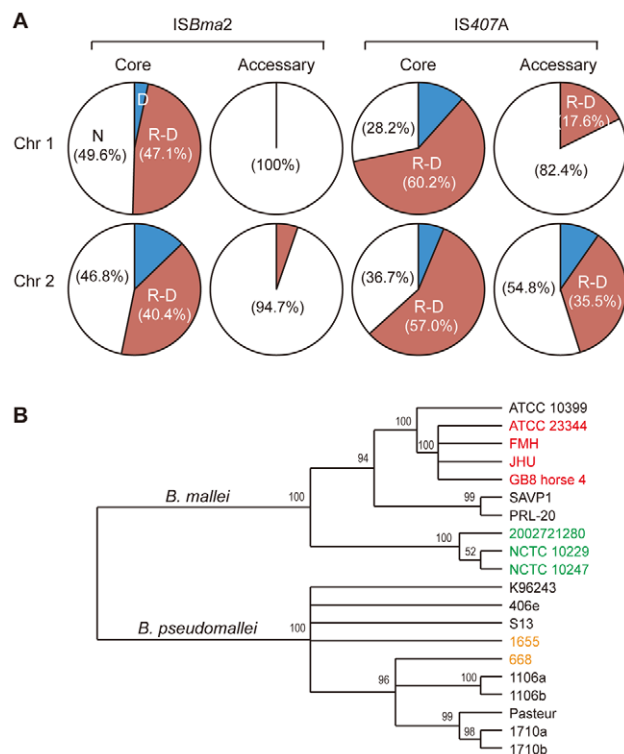 A
ISBma2 IS407A
Core Accessary Core Accessary
Chr 1
N
(49.6%)
D
R-D
(47.1%)
(100%)
(28.2%)
R-D
(60.2%)
R-D
(17.6%)
82.4%)
Chr 2
(46.8%)
R-D
(40.4%)
(94.7%)
(36.7%)
R-D
(57.0%)
(54.8%)
R-D
(35.5%)
B
B. mallei
B. pseudomallei
100
94
100
100
99
100
52
100
96
100
99
98
ATCC 10399
ATCC 23344
FMH
JHU
GB8 horse 4
SAVP1
PRL-20
2002721280
NCTC 10229
NCTC 10247
K96243
406e
S13
1655
668
1106a
1106b
Pasteur
1710a
1710b